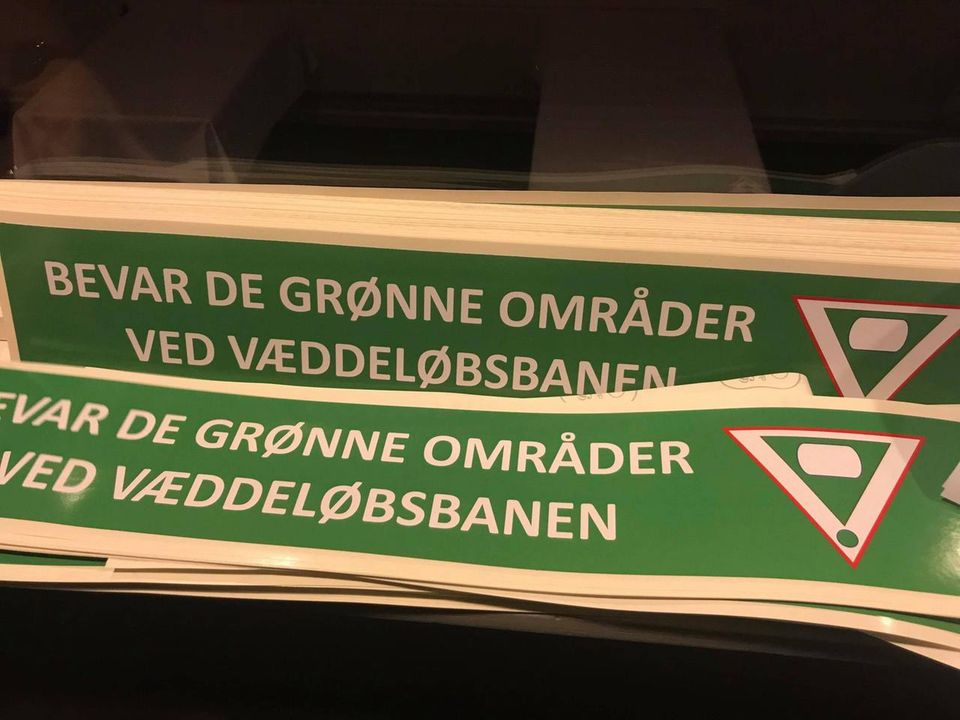 BEVAR DE GRØNNE OMRÅDER
VED VÆDDELØBSBANEN
EVAR DE GRØNNE OMRÅDER
VED VÆDDELØBSBANEN